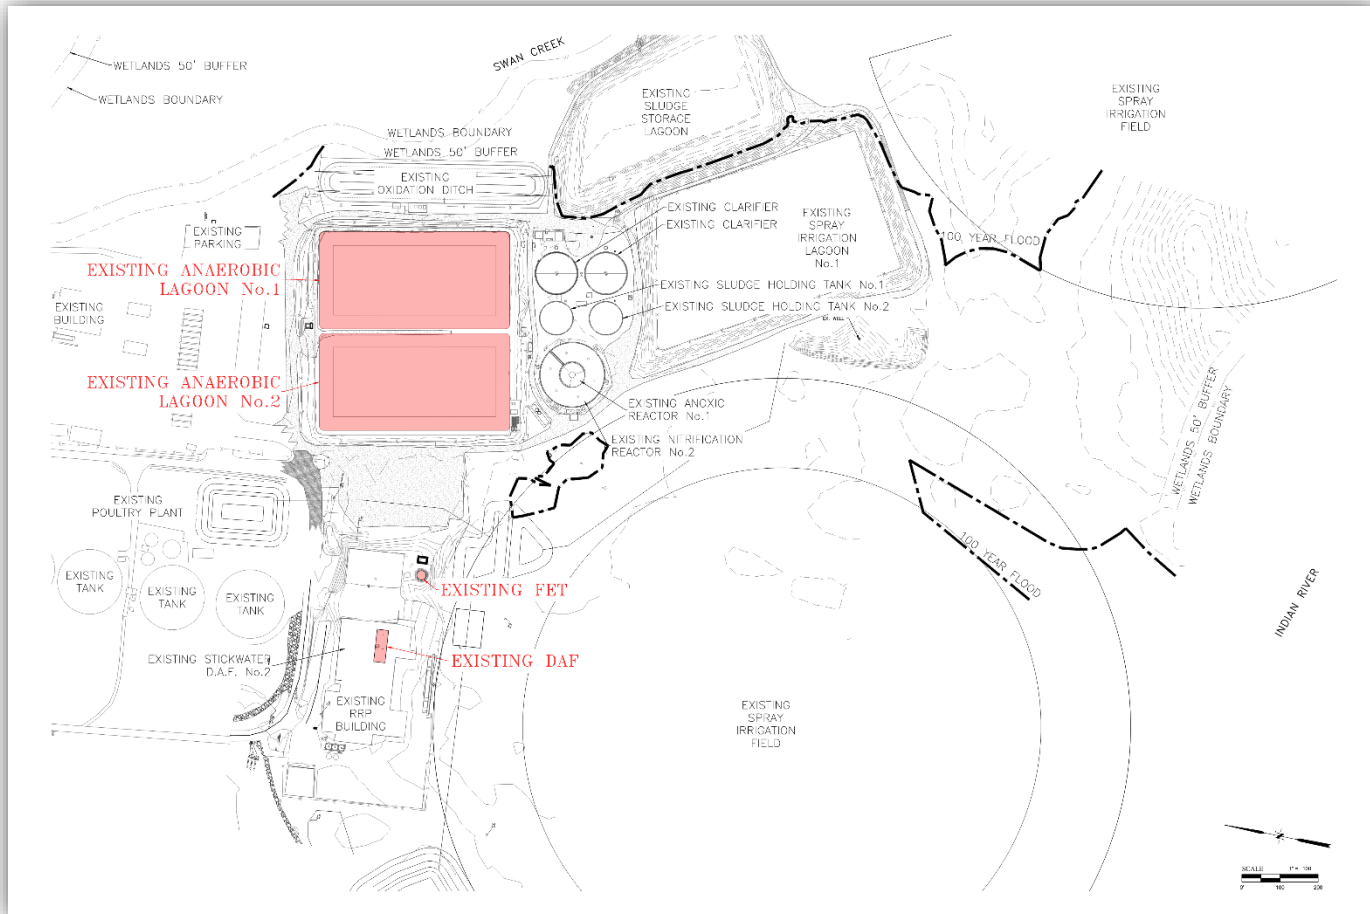 SWAN CREEK
WETLANDS 50' BUFFER
WETLANDS BOUNDARY
WETLANDS BOUNDARY
WETLANDS 50' BUFFER
EXISTING
OXIDATION DITCH
EXISTING
SLUDGE
STORAGE
LAGOON
EXISTING
SPRAY
IRRIGATION
FIELD
EXISTING
PARKING
EXISTING CLARIFIER
EXISTING CLARIFIER
EXISTING
SPRAY
IRRIGATION
LAGOON
No.1
100 YEAR FLOOD
EXISTING ANAEROBIC
LAGOON No.1
EXISTING SLUDGE HOLDING TANK No.1
EXISTING SLUDGE HOLDING TANK No.2
EXISTING
BUILDING
EX. WELL
EXISTING ANAEROBIC
LAGOON No.2
EXISTING ANOXIC
REACTOR No.1
EXISTING NITRIFICATION
REACTOR No.2
WETLANDS 50' BUFFER
WETLANDS BOUNDARY
EXISTING
POULTRY PLANT
100 YEAR FLOOD
EXISTING
TANK
EXISTING
TANK
EXISTING
TANK
EXISTING FET
INDIAN RIVER
EXISTING STICKWATER
D.A.F. No.2
EXISTING DAF
EXISTING
RRP
BUILDING
EXISTING
SPRAY
IRRIGATION
FIELD
SCALE
0' 100 200